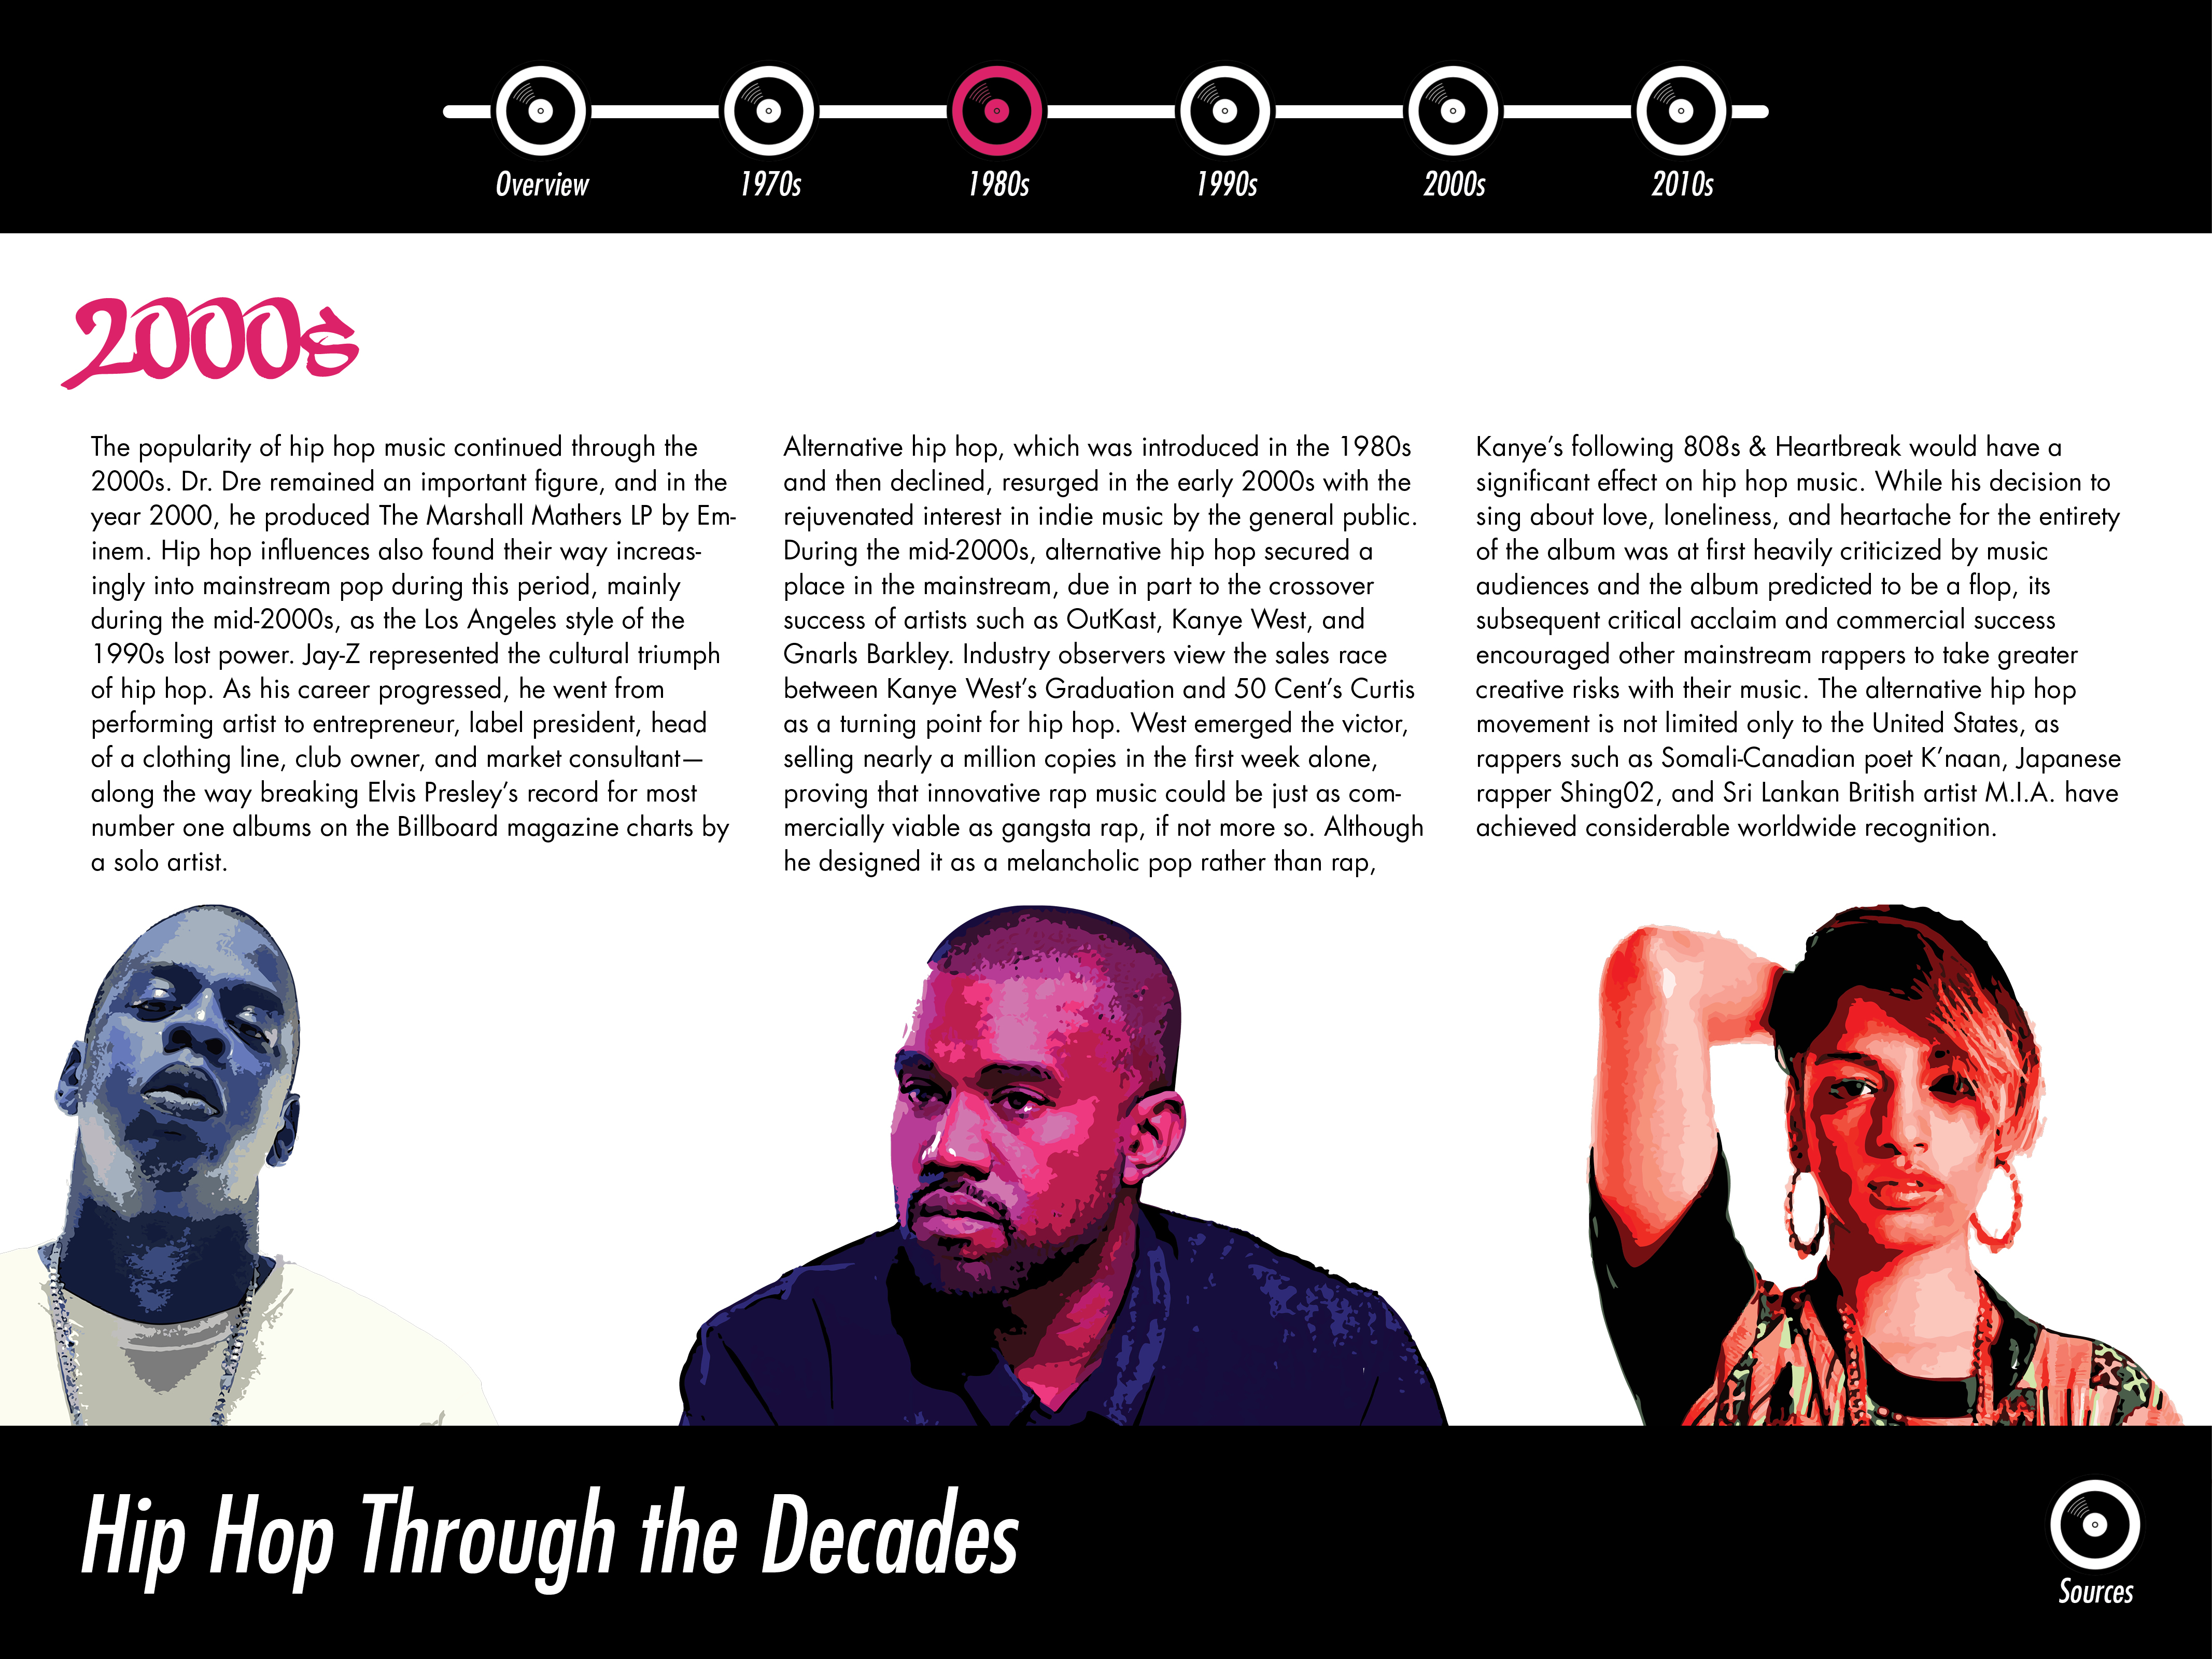 Overview
1970s
1980s
1990s
2000s
2010s
2000s
The popularity of hip hop music continued through the
2000s. Dr. Dre remained an important figure, and in the
year 2000, he produced The Marshall Mathers LP by Em-
inem. Hip hop influences also found their way increas-
ingly into mainstream pop during this period, mainly
during the mid-2000s, as the Los Angeles style of the
1990s lost power. Jay-Z represented the cultural triumph
of hip hop. As his career progressed, he went from
performing artist to entrepreneur, label president, head
of a clothing line, club owner, and market consultant—
along the way breaking Elvis Presley’s record for most
number one albums on the Billboard magazine charts by
a solo artist.
Alternative hip hop, which was introduced in the 1980s
and then declined, resurged in the early 2000s with the
rejuvenated interest in indie music by the general public.
During the mid-2000s, alternative hip hop secured a
place in the mainstream, due in part to the crossover
success of artists such as OutKast, Kanye West, and
Gnarls Barkley. Industry observers view the sales race
between Kanye West’s Graduation and 50 Cent’s Curtis
as a turning point for hip hop. West emerged the victor,
selling nearly a million copies in the first week alone,
proving that innovative rap music could be just as com-
mercially viable as gangsta rap, if not more so. Although
he designed it as a melancholic pop rather than rap,
Kanye’s following 808s & Heartbreak would have a
significant effect on hip hop music. While his decision to
sing about love, loneliness, and heartache for the entirety
of the album was at first heavily criticized by music
audiences and the album predicted to be a flop, its
subsequent critical acclaim and commercial success
encouraged other mainstream rappers to take greater
creative risks with their music. The alternative hip hop
movement is not limited only to the United States, as
rappers such as Somali-Canadian poet K’naan, Japanese
rapper Shing02, and Sri Lankan British artist M.I.A. have
achieved considerable worldwide recognition.
Hip Hop Through the Decades
Sources